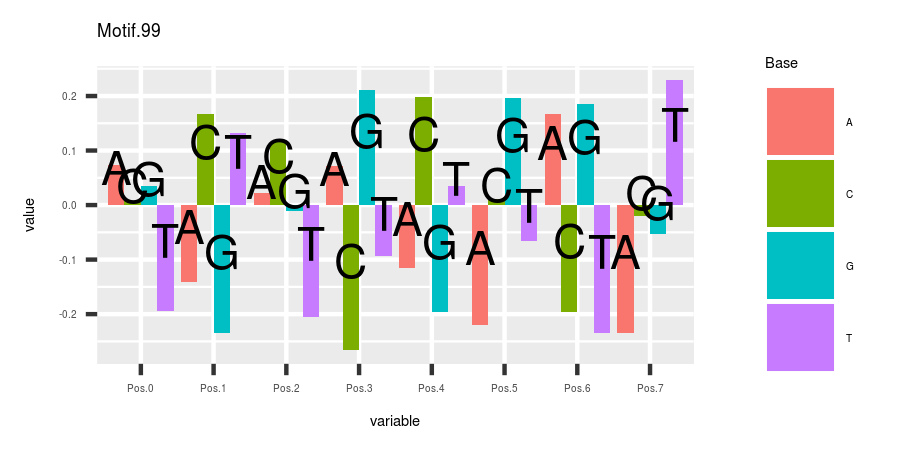 Motif.99
value
0.2
0.1
0.0
-0.1
-0.2
A C G T
A C G T
A C G T
A C G T
A C G T
A C G T
A C G T
A C G T
Pos.0 Pos.1 Pos.2 Pos.3 Pos.4 Pos.5 Pos.6 Pos.7
variable
Base
A
C
G
T